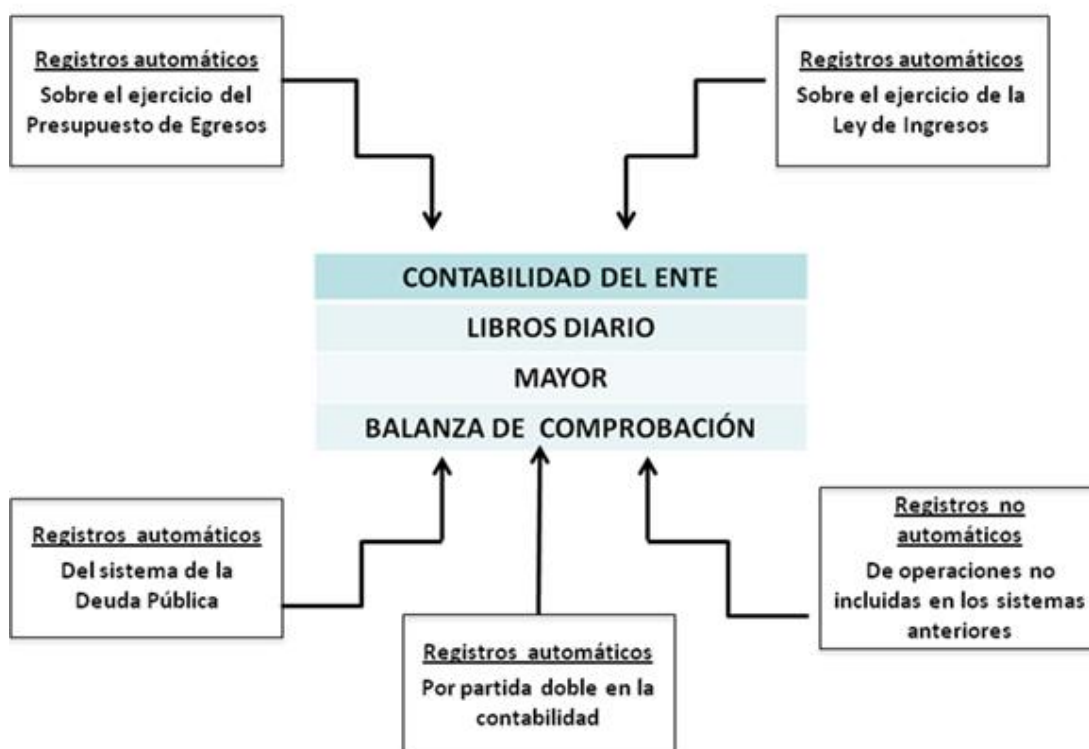 Registros automáticos
Sobre el ejercicio del
Presupuesto de Egresos
Registros automáticos
Sobre el ejercicio de la
Ley de Ingresos
CONTABILIDAD DEL ENTE
LIBROS DIARIO
MAYOR
BALANZA DE COMPROBACIÓN
Registros automáticos
Del sistema de la
Deuda Pública
Registros automáticos
Por partida doble en la
contabilidad
Registros no
automáticos
De operaciones no
incluidas en los sistemas
anteriores